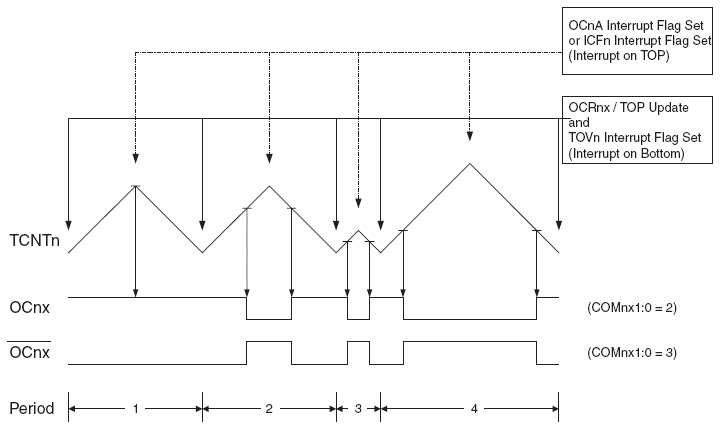 OCnA Interrupt Flag Set
or ICFn Interrupt Flag Set
(Interrupt on TOP)
OCRnx / TOP Update
and
TOVn Interrupt Flag Set
(Interrupt on Bottom)
TCNTn
OCnx
(COMnx1:0 = 2)
OCnx
(COMnx1:0 = 3)
Period
1
2
3
4